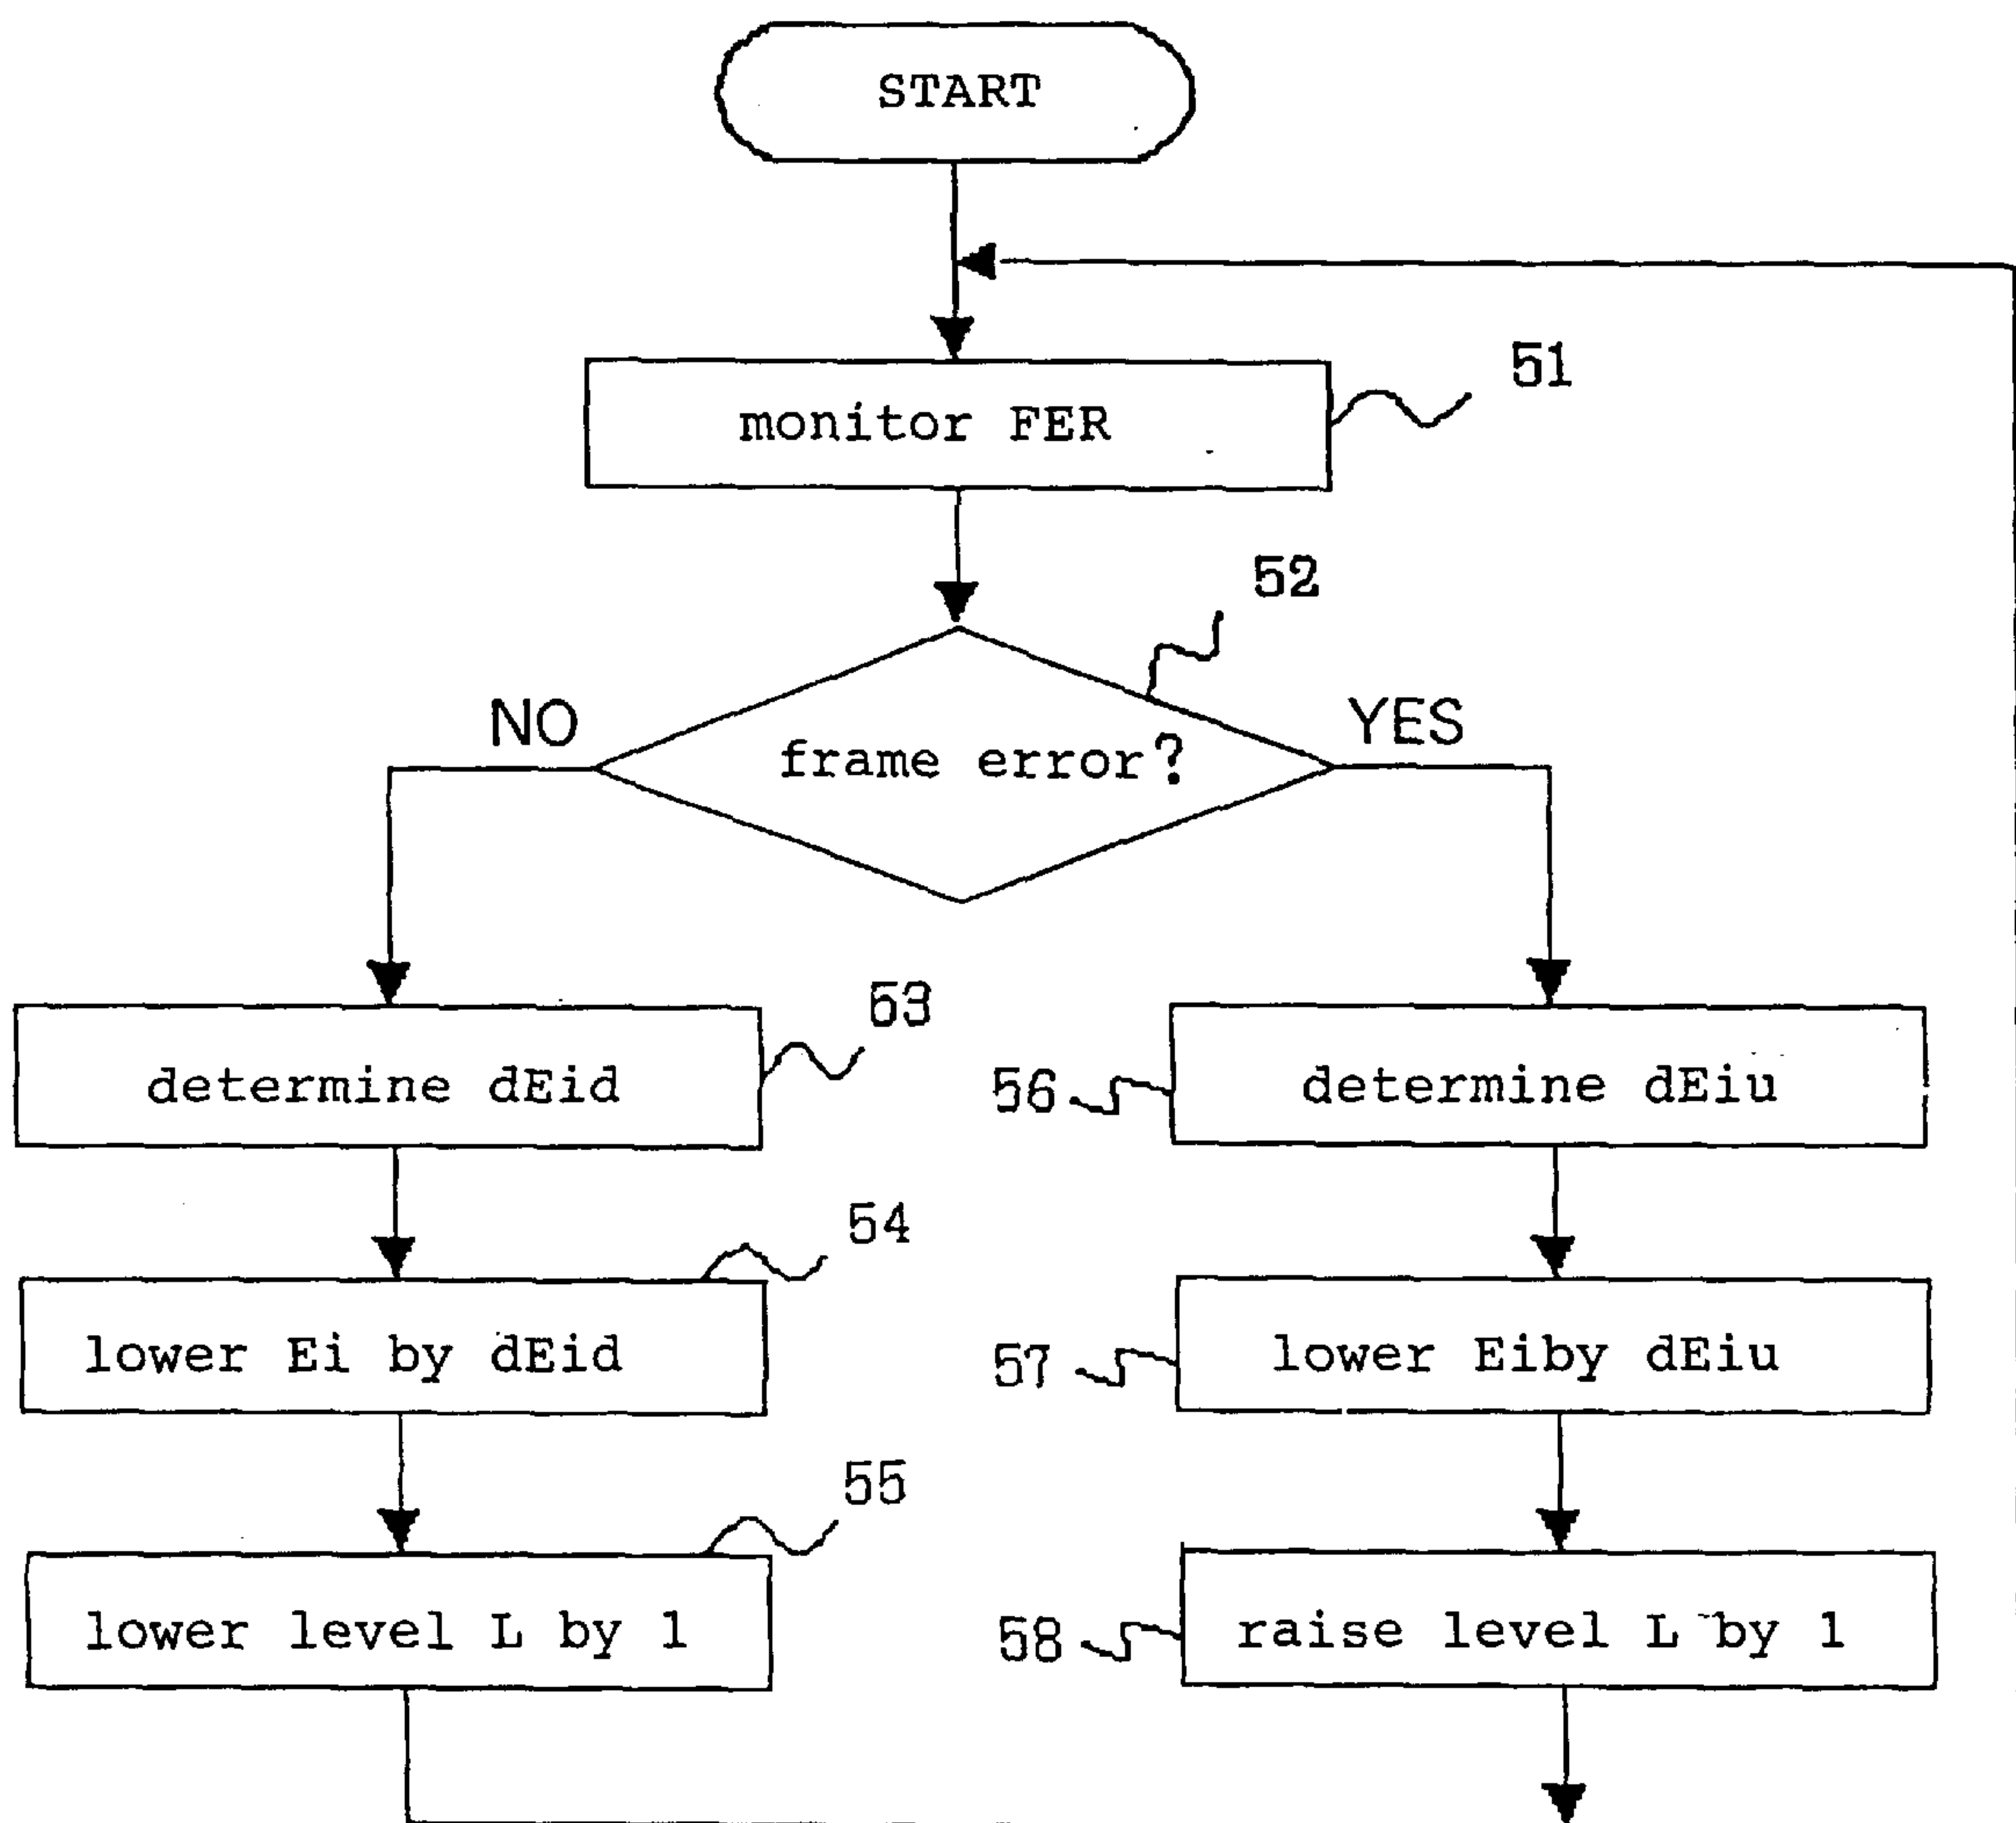 START
monitor FER
51
52
NO
frame error?
YES
determine dEid
53
56
determine dEiu
lower Ei by dEid
54
57
lower Eiby dEiu
lower level L by 1
55
58
raise level L by 1